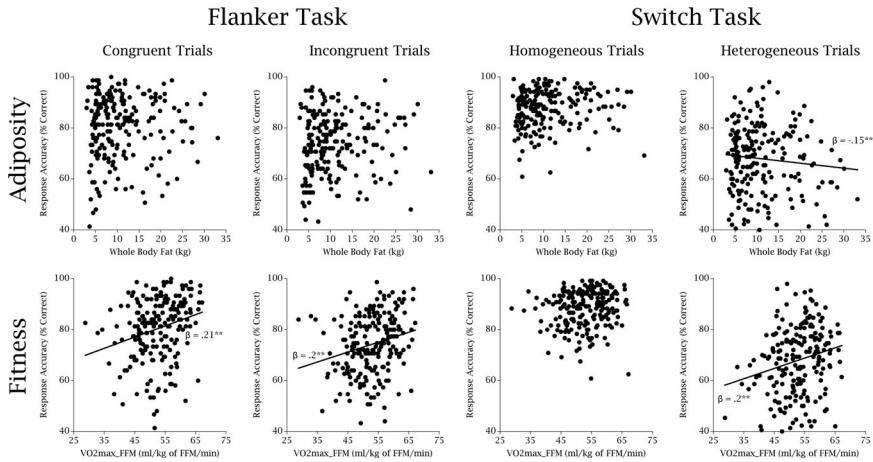 Flanker Task
Switch Task
Congruent Trials
Incongruent Trials
Homogeneous Trials
Heterogeneous Trials
Adiposity
Response Accuracy (% Correct)
100
80
60
40
0 5 10 15 20 25 30 35
Whole Body Fat (kg)
Response Accuracy (% Correct)
100
80
60
40
0 5 10 15 20 25 30 35
Whole Body Fat (kg)
Response Accuracy (% Correct)
100
80
60
40
0 5 10 15 20 25 30 35
Whole Body Fat (kg)
Response Accuracy (% Correct)
100
80
60
40
β = -.15**
0 5 10 15 20 25 30 35
Whole Body Fat (kg)
Fitness
Response Accuracy (% Correct)
100
80
60
40
β = .21**
25 35 45 55 65 75
VO2max_FFM (ml/kg of FFM/min)
Response Accuracy (% Correct)
100
80
60
40
β = .2**
25 35 45 55 65 75
VO2max_FFM (ml/kg of FFM/min)
Response Accuracy (% Correct)
100
80
60
40
25 35 45 55 65 75
VO2max_FFM (ml/kg of FFM/min)
Response Accuracy (% Correct)
100
80
60
40
β = .2**
25 35 45 55 65 75
VO2max_FFM (ml/kg of FFM/min)